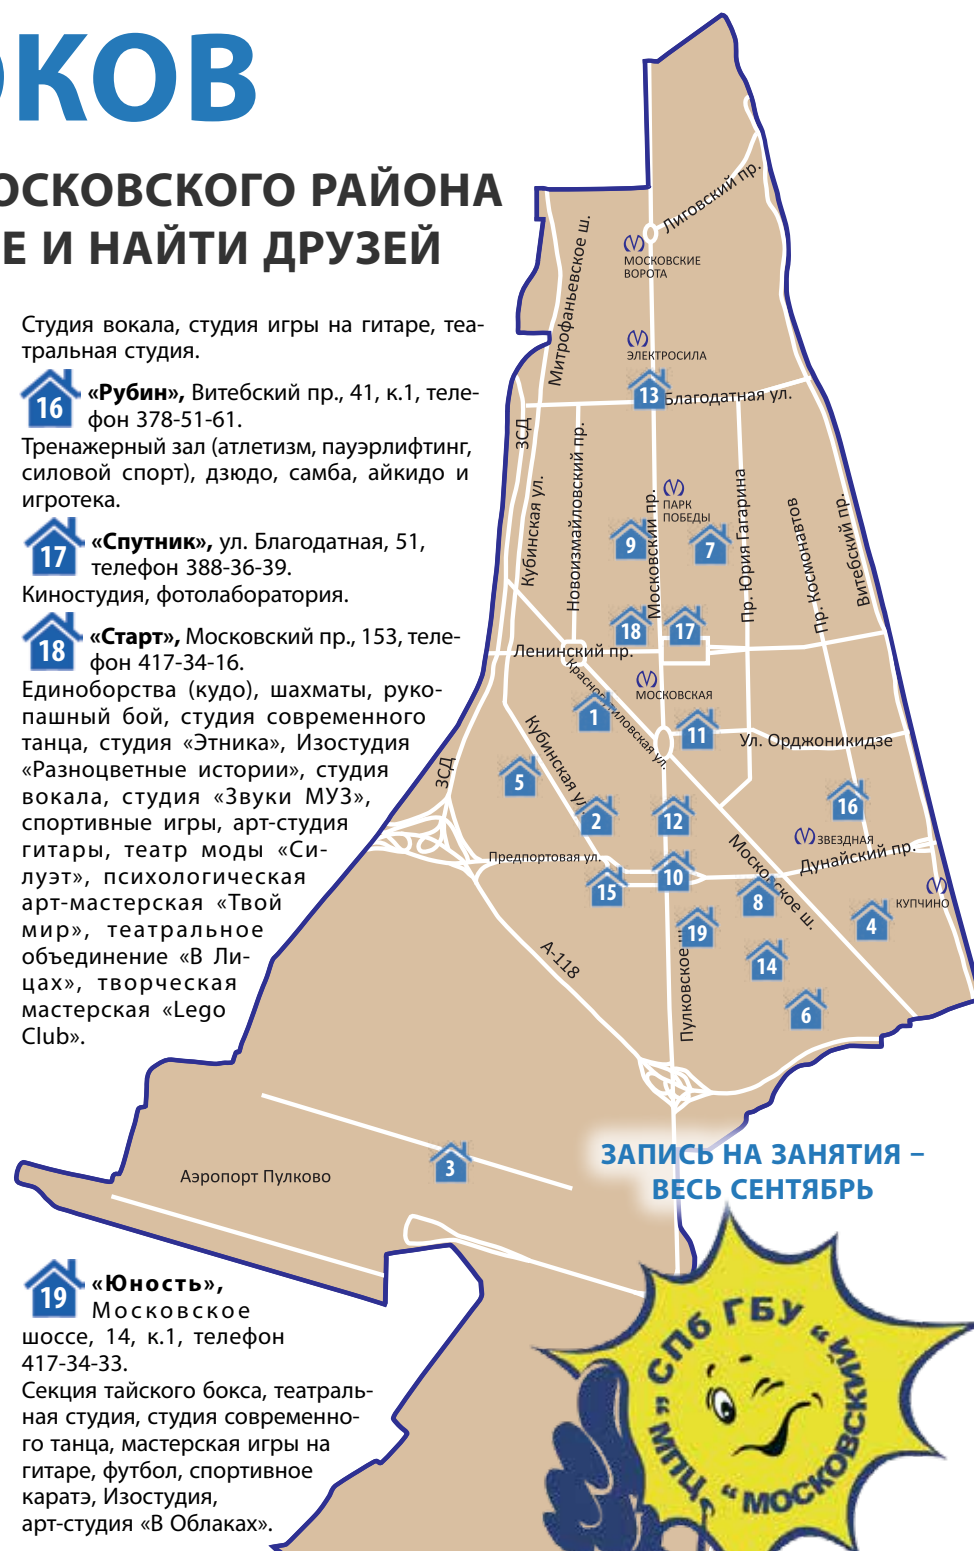 ОКОВ
ОСКОВСКОГО РАЙОНА
Е И НАЙТИ ДРУЗЕЙ
Студия вокала, студия игры на гитаре, теа-
тральная студия.
16 «Рубин», Витебский пр., 41, к.1, теле-
фон 378-51-61.
Тренажерный зал (атлетизм, пауэрлифтинг,
силовой спорт), дзюдо, самба, айкидо и
игротека.
17 «Спутник», ул. Благодатная, 51,
телефон 388-36-39.
Киностудия, фотолаборатория.
18 «Старт», Московский пр., 153, теле-
фон 417-34-16.
Единоборства (кудо), шахматы, руко-
пашный бой, студия современного
танца, студия «Этника», Изостудия
«Разноцветные истории», студия
вокала, студия «Звуки МУЗ»,
спортивные игры, арт-студия
гитары, театр моды «Си-
луэт», психологическая
арт-мастерская «Твой
мир», театральное
объединение «В Ли-
цах», творческая
мастерская «Lego
Club».
19 «Юность»,
Московское
шоссе, 14, к.1, телефон
417-34-33.
Секция тайского бокса, театраль-
ная студия, студия современно-
го танца, мастерская игры на
гитаре, футбол, спортивное
каратэ, Изостудия,
арт-студия «В Облаках».
Лиговский пр.
МОСКОВСКИЕ
ВОРОТА
Митрофаньевское ш.
ЭЛЕКТРОСИЛА
13
Благодатная ул.
ЗСД
Кубинская ул.
Новоизмайловский пр.
Московский пр.
ПАРК
ПОБЕДЫ
Пр. Юрия Гагарина
Пр. Космонавтов
Витебский пр.
9
7
18
17
Ленинский пр.
Краснопутиловская ул.
МОСКОВСКАЯ
1
11
Ул. Орджоникидзе
ЗСД
Кубинская ул.
5
2
12
16
ЗВЕЗДНАЯ
Дунайский пр.
Предпортовая ул.
Московское ш.
10
15
8
КУПЧИНО
4
19
А-118
Пулковское ш.
14
6
3
Аэропорт Пулково
ЗАПИСЬ НА ЗАНЯТИЯ –
ВЕСЬ СЕНТЯБРЬ
СПб ГБУ "МПЦ "МОСКОВСКИЙ"